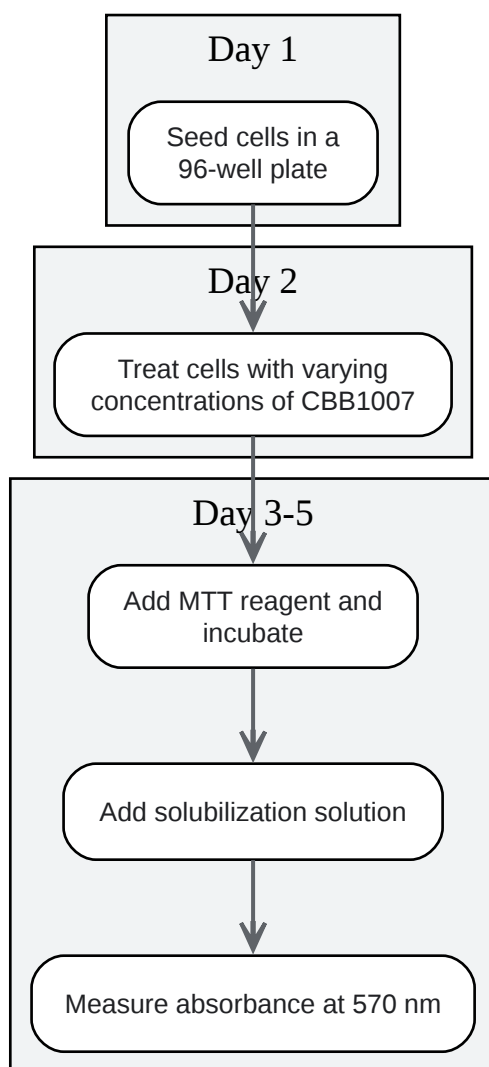 Day 1
Seed cells in a
96-well plate
Day 2
Treat cells with varying
concentrations of CBB1007
Day 3-5
Add MTT reagent and
incubate
Add solubilization solution
Measure absorbance at 570 nm